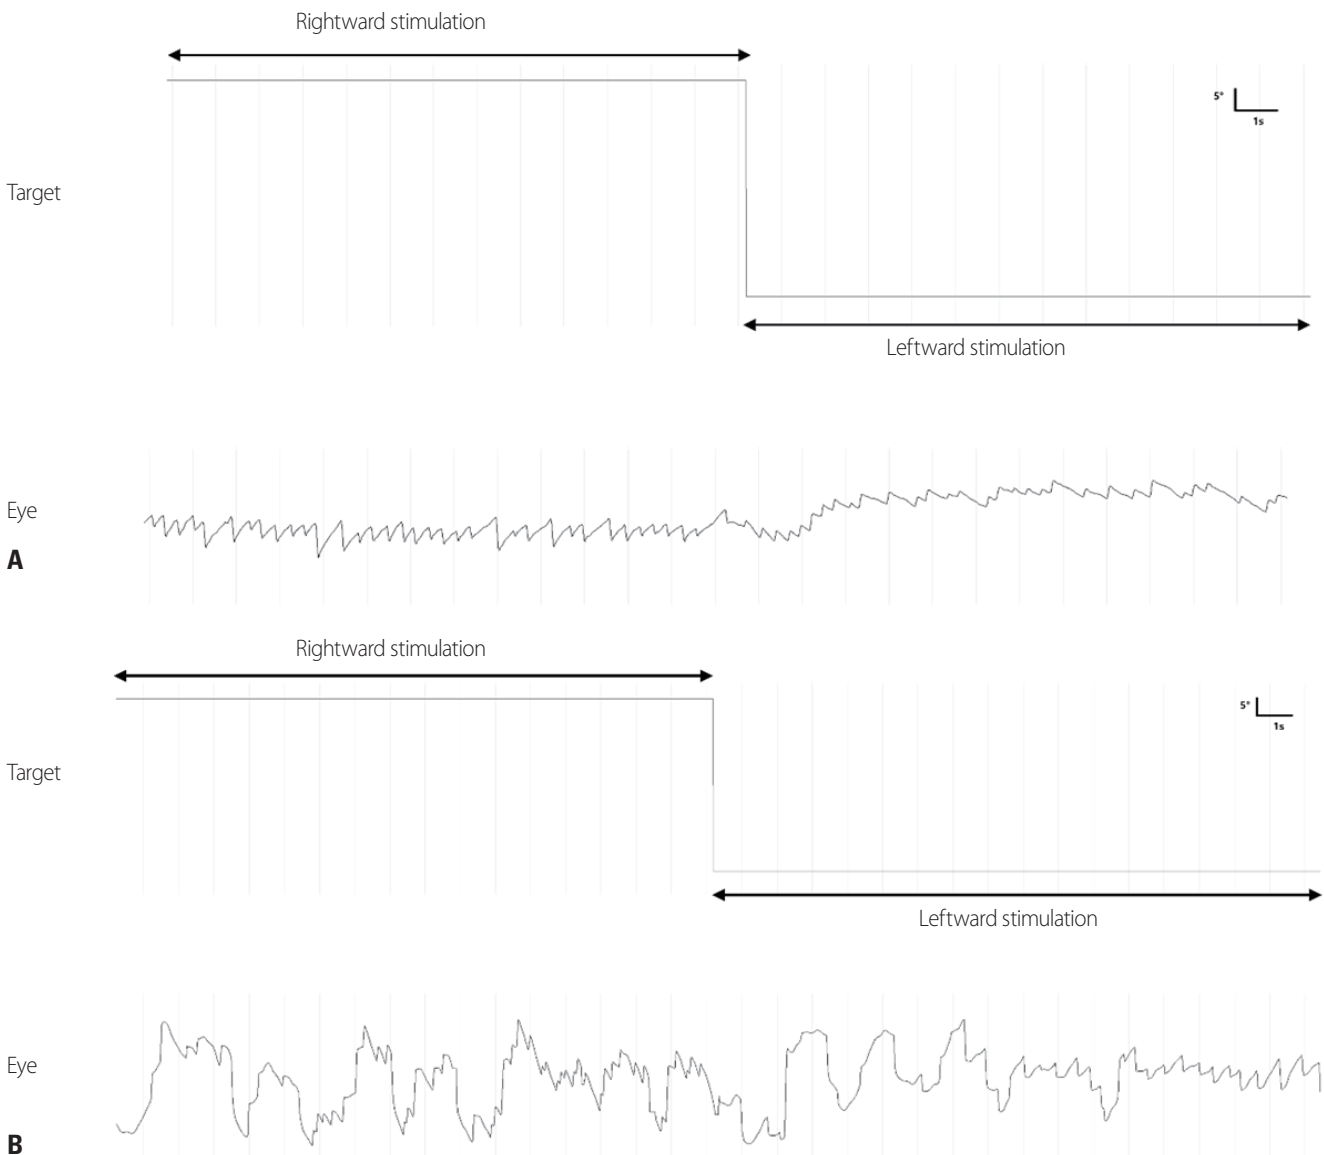 Rightward stimulation
5°
1s
Target
Leftward stimulation
Eye
A
Rightward stimulation
5°
1s
Target
Leftward stimulation
Eye
B